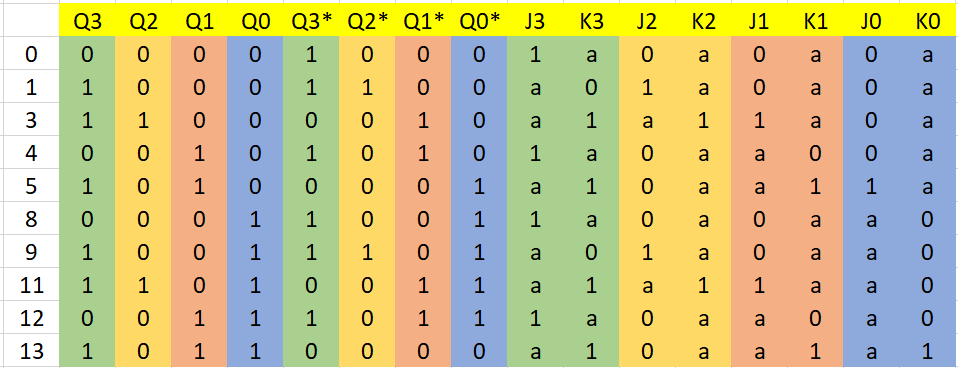 Q3 Q2 Q1 Q0 Q3* Q2* Q1* Q0* J3 K3 J2 K2 J1 K1 J0 K0
0 0 0 0 0 1 0 0 0 1 a 0 a 0 a 0 a
1 1 0 0 0 1 1 0 0 a 0 1 a 0 a 0 a
3 1 1 0 0 0 0 1 0 a 1 a 1 1 a 0 a
4 0 0 1 0 1 0 1 0 1 a 0 a a 0 0 a
5 1 0 1 0 0 0 0 1 a 1 0 a a 1 1 a
8 0 0 0 1 1 0 0 1 1 a 0 a 0 a a 0
9 1 0 0 1 1 1 0 1 a 0 1 a 0 a a 0
11 1 1 0 1 0 0 1 1 a 1 a 1 1 a a 0
12 0 0 1 1 1 0 1 1 1 a 0 a a 0 a 0
13 1 0 1 1 0 0 0 0 a 1 0 a a 1 a 1